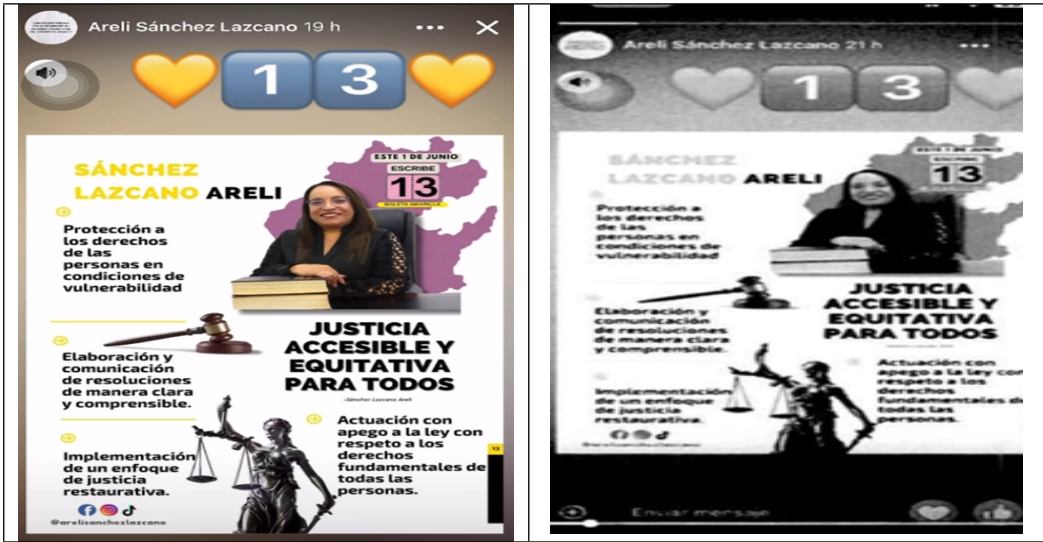 Areli Sánchez Lazcano 19 h
1 3
SÁNCHEZ
LAZCANO ARELI
ESTE 1 DE JUNIO
ESCRIBE
13
BOLETA AMARILLA
Protección a
los derechos
de las
personas en
condiciones de
vulnerabilidad
JUSTICIA
ACCESIBLE Y
EQUITATIVA
PARA TODOS
-Sánchez Lazcano Areli
Elaboración y
comunicación
de resoluciones
de manera clara
y comprensible.
Implementación
de un enfoque
de justicia
restaurativa.
@arelisanchezlazcano
Actuación con
apego a la ley con
respeto a los
derechos
fundamentales de
todas las
personas.
13
Areli Sánchez Lazcano 21 h
1 3
SÁNCHEZ
LAZCANO ARELI
ESTE 1 DE JUNIO
ESCRIBE
13
Protección a
los derechos
de las
personas en
condiciones de
vulnerabilidad
JUSTICIA
ACCESIBLE Y
EQUITATIVA
PARA TODOS
Elaboración y
comunicación
de resoluciones
de manera clara
y comprensible.
Implementación
de un enfoque
de justicia
restaurativa.
@arelisanchezlazcano
Actuación con
apego a la ley con
respeto a los
derechos
fundamentales de
todas las
personas.
Enviar mensaje